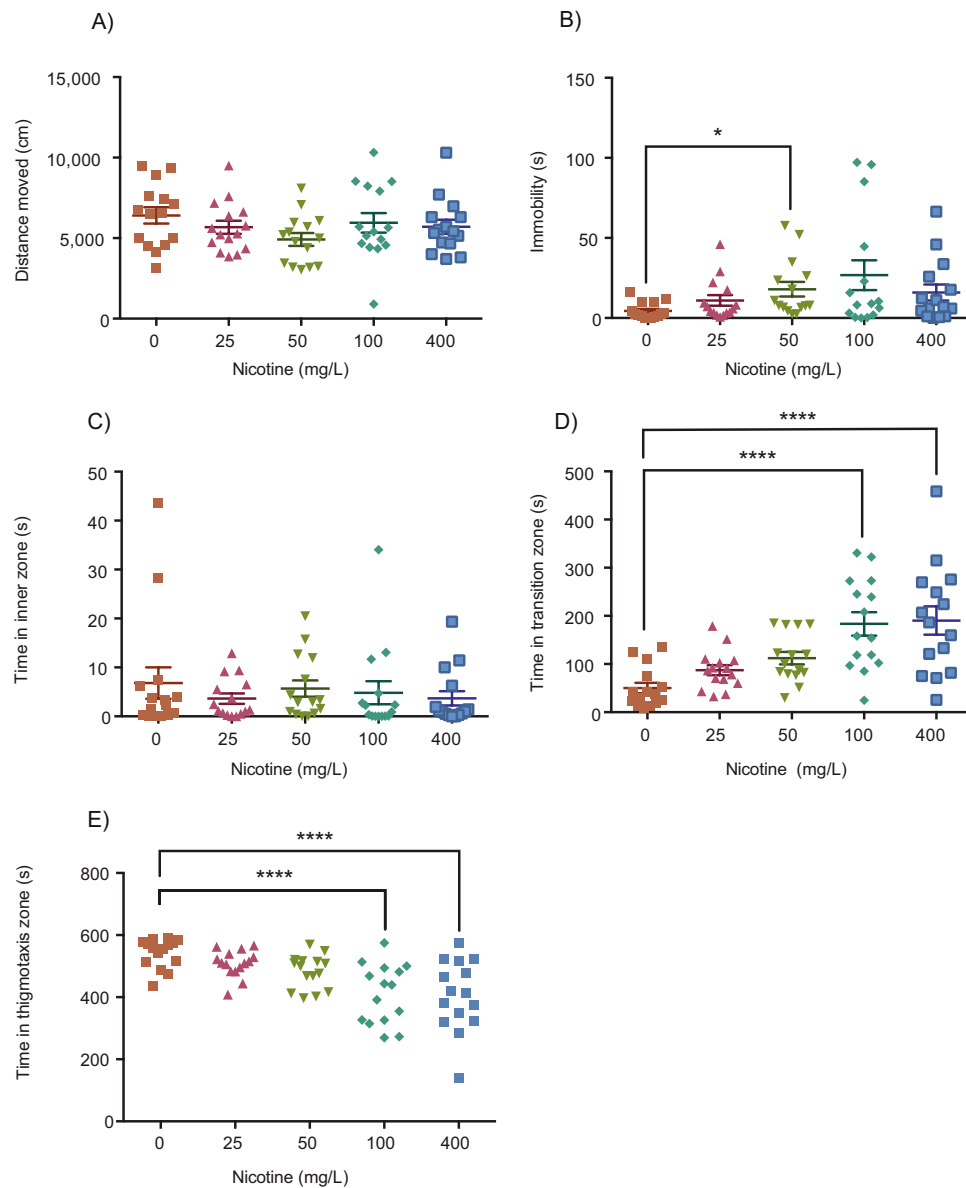 A)
15,000
10,000
5,000
0
Distance moved (cm)
0 25 50 100 400
Nicotine (mg/L)
B)
150
100
50
0
Immobility (s)
*
0 25 50 100 400
Nicotine (mg/L)
C)
50
40
30
20
10
0
Time in inner zone (s)
0 25 50 100 400
Nicotine (mg/L)
D)
****
****
500
400
300
200
100
0
Time in transition zone (s)
0 25 50 100 400
Nicotine (mg/L)
E)
****
****
800
600
400
200
0
Time in thigmotaxis zone (s)
0 25 50 100 400
Nicotine (mg/L)